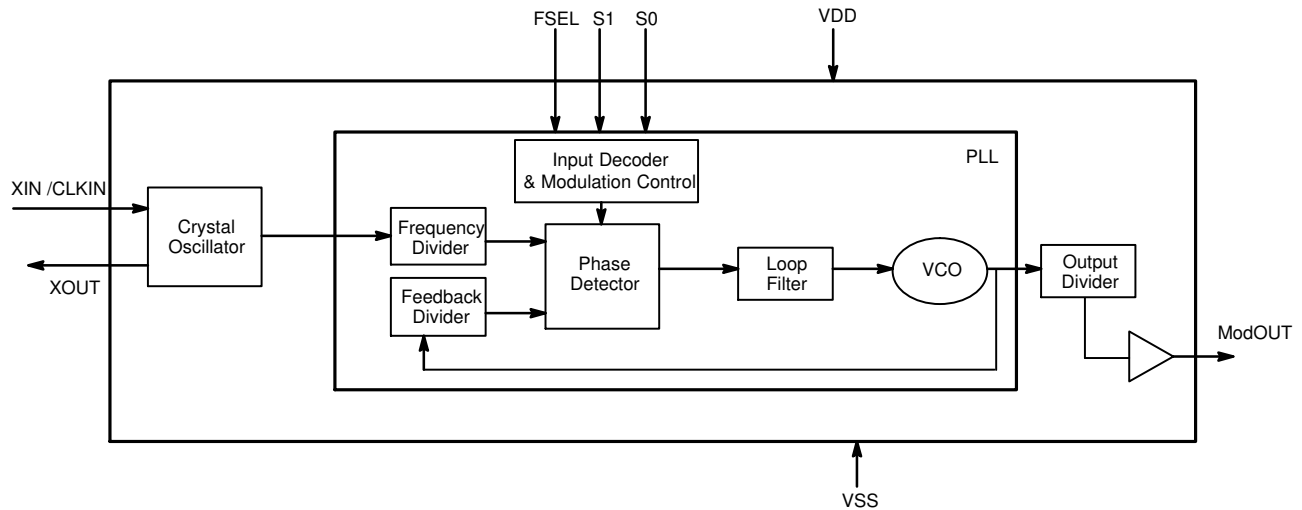 FSEL S1 S0
VDD
PLL
Input Decoder
& Modulation Control
XIN /CLKIN
XOUT
Crystal
Oscillator
Frequency
Divider
Feedback
Divider
Phase
Detector
Loop
Filter
VCO
Output
Divider
ModOUT
VSS